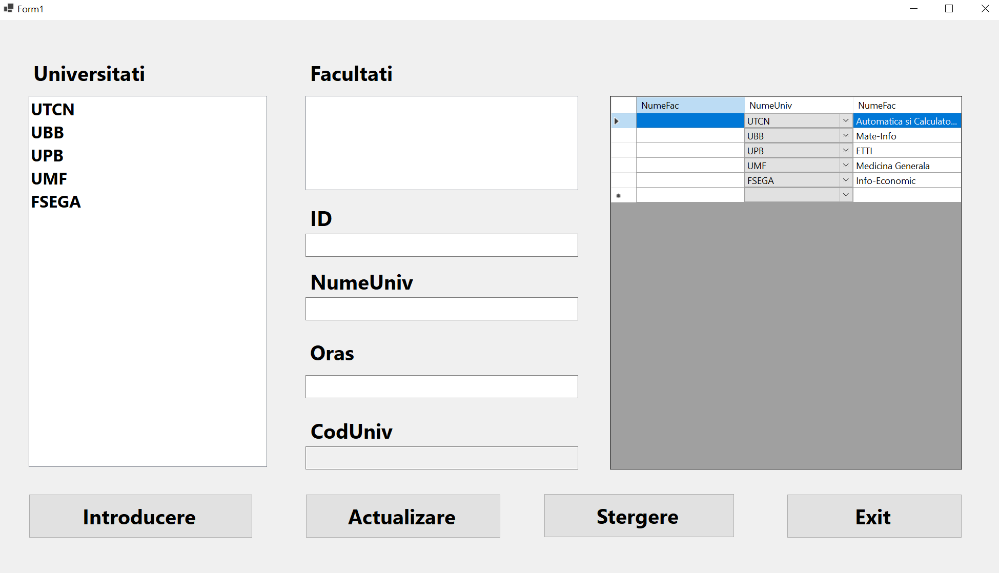 Form1
Universitati
UTCN
UBB
UPB
UMF
FSEGA
Facultati
ID
NumeUniv
Oras
CodUniv
NumeFac NumeUniv NumeFac
UTCN Automatica si Calculato...
UBB Mate-Info
UPB ETTI
UMF Medicina Generala
FSEGA Info-Economic
Introducere Actualizare Stergere Exit